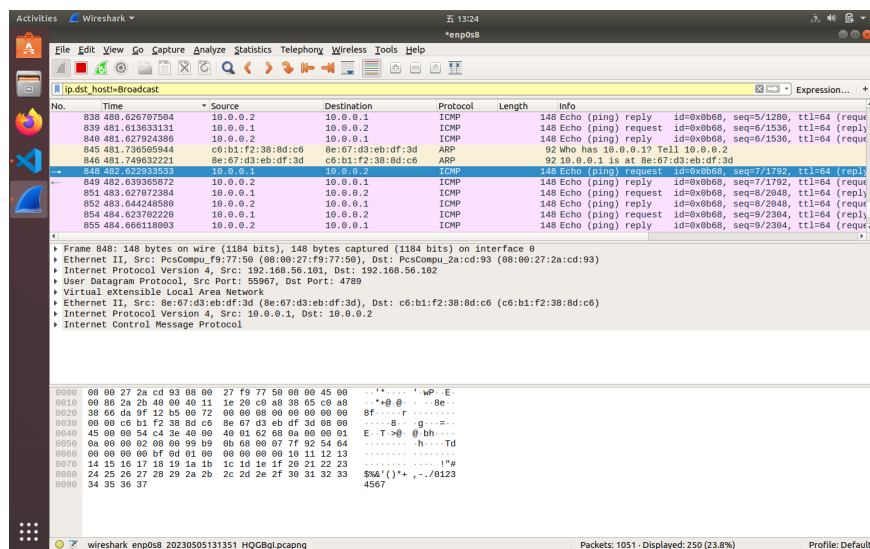 Activities Wireshark 五 13:24
*enp0s8
File Edit View Go Capture Analyze Statistics Telephony Wireless Tools Help
ip.dst_host!=Broadcast Expression... +
No. Time Source Destination Protocol Length Info
838 480.626707504 10.0.0.2 10.0.0.1 ICMP 148 Echo (ping) reply id=0x0b68, seq=5/1280, ttl=64 (reque
839 481.613633131 10.0.0.1 10.0.0.2 ICMP 148 Echo (ping) request id=0x0b68, seq=6/1536, ttl=64 (reply
840 481.627924386 10.0.0.2 10.0.0.1 ICMP 148 Echo (ping) reply id=0x0b68, seq=6/1536, ttl=64 (reque
845 481.736505944 c6:b1:f2:38:8d:c6 8e:67:d3:eb:df:3d ARP 92 Who has 10.0.0.1? Tell 10.0.0.2
846 481.749632221 8e:67:d3:eb:df:3d c6:b1:f2:38:8d:c6 ARP 92 10.0.0.1 is at 8e:67:d3:eb:df:3d
848 482.622933533 10.0.0.1 10.0.0.2 ICMP 148 Echo (ping) request id=0x0b68, seq=7/1792, ttl=64 (reply
849 482.639365872 10.0.0.2 10.0.0.1 ICMP 148 Echo (ping) reply id=0x0b68, seq=7/1792, ttl=64 (reque
851 483.627072384 10.0.0.1 10.0.0.2 ICMP 148 Echo (ping) request id=0x0b68, seq=8/2048, ttl=64 (reply
852 483.644248580 10.0.0.2 10.0.0.1 ICMP 148 Echo (ping) reply id=0x0b68, seq=8/2048, ttl=64 (reque
854 484.623702220 10.0.0.1 10.0.0.2 ICMP 148 Echo (ping) request id=0x0b68, seq=9/2304, ttl=64 (reply
855 484.666118003 10.0.0.2 10.0.0.1 ICMP 148 Echo (ping) reply id=0x0b68, seq=9/2304, ttl=64 (reque
Frame 848: 148 bytes on wire (1184 bits), 148 bytes captured (1184 bits) on interface 0
Ethernet II, Src: PcsCompu_f9:77:50 (08:00:27:f9:77:50), Dst: PcsCompu_2a:cd:93 (08:00:27:2a:cd:93)
Internet Protocol Version 4, Src: 192.168.56.101, Dst: 192.168.56.102
User Datagram Protocol, Src Port: 55967, Dst Port: 4789
Virtual eXtensible Local Area Network
Ethernet II, Src: 8e:67:d3:eb:df:3d (8e:67:d3:eb:df:3d), Dst: c6:b1:f2:38:8d:c6 (c6:b1:f2:38:8d:c6)
Internet Protocol Version 4, Src: 10.0.0.1, Dst: 10.0.0.2
Internet Control Message Protocol
0000 08 00 27 2a cd 93 08 00 27 f9 77 50 08 00 45 00 ··'*···· '·wP··E·
0010 00 86 2a 2b 40 00 40 11 1e 20 c0 a8 38 65 c0 a8 ··*+@·@· · ··8e··
0020 38 66 da 9f 12 b5 00 72 00 00 08 00 00 00 00 00 8f·····r ········
0030 00 00 c6 b1 f2 38 8d c6 8e 67 d3 eb df 3d 08 00 ·····8·· ·g···=··
0040 45 00 00 54 c4 3e 40 00 40 01 62 68 0a 00 00 01 E··T·>@· @·bh····
0050 0a 00 00 02 08 00 99 b9 0b 68 00 07 7f 92 54 64 ········ ·h····Td
0060 00 00 00 00 bf 0d 01 00 00 00 00 00 10 11 12 13 ········ ········
0070 14 15 16 17 18 19 1a 1b 1c 1d 1e 1f 20 21 22 23 ········ ···· !"#
0080 24 25 26 27 28 29 2a 2b 2c 2d 2e 2f 30 31 32 33 $%&'()*+ ,-./0123
0090 34 35 36 37 4567
wireshark_enp0s8_20230505131351_HQGBgI.pcapng Packets: 1051 · Displayed: 250 (23.8%) Profile: Default